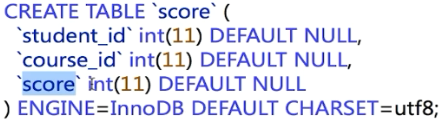 CREATE TABLE `score` (
`student_id` int(11) DEFAULT NULL,
`course_id` int(11) DEFAULT NULL,
`score` int(11) DEFAULT NULL
) ENGINE=InnoDB DEFAULT CHARSET=utf8;